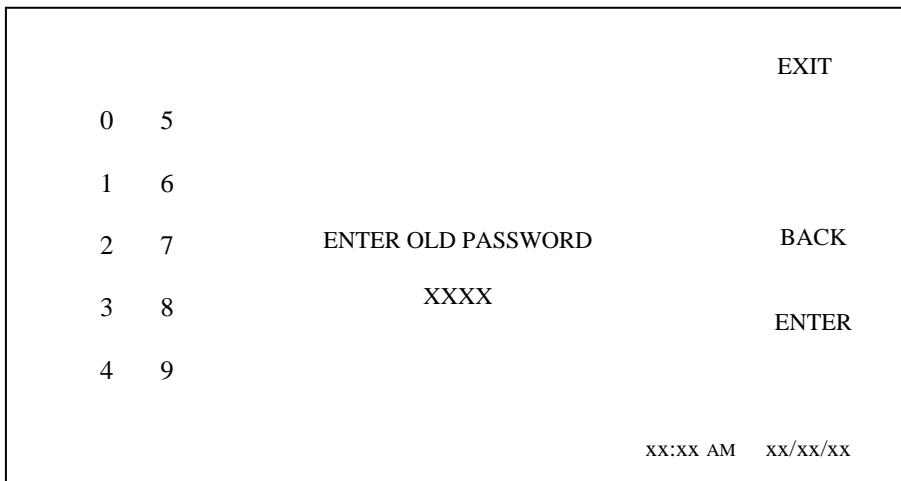 EXIT
0 5
1 6
2 7 ENTER OLD PASSWORD BACK
3 8 XXXX
ENTER
4 9
xx:xx AM xx/xx/xx